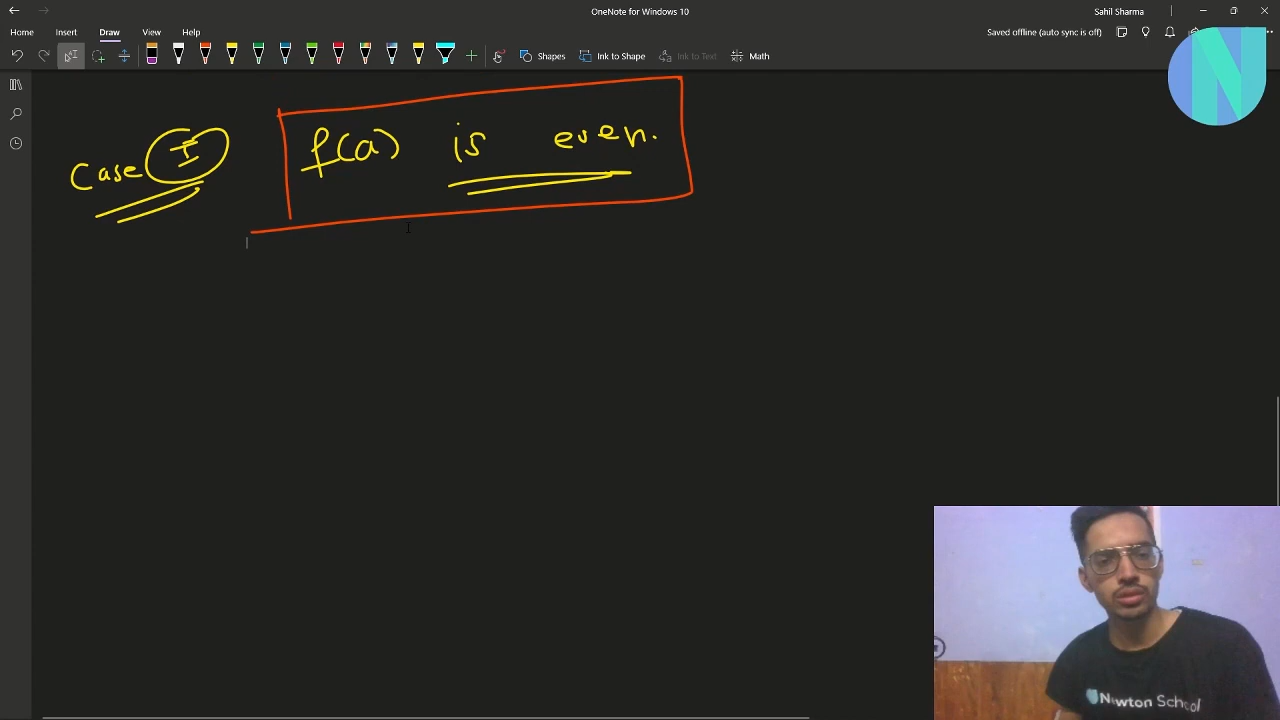 OneNote for Windows 10
Sahil Sharma
Home Insert Draw View Help
Saved offline (auto sync is off)
Shapes Ink to Shape Ink to Text Math
Case I f(a) is even.
Newton School